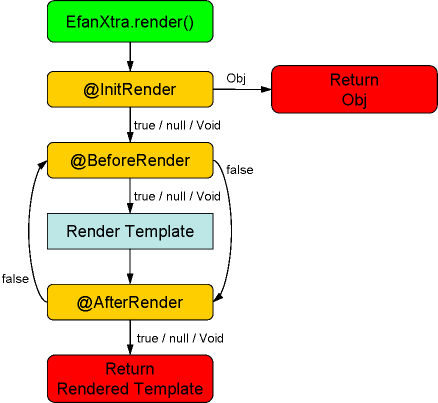 EfanXtra.render()
@InitRender
Obj
Return
Obj
true / null / Void
@BeforeRender
false
true / null / Void
Render Template
false
@AfterRender
true / null / Void
Return
Rendered Template